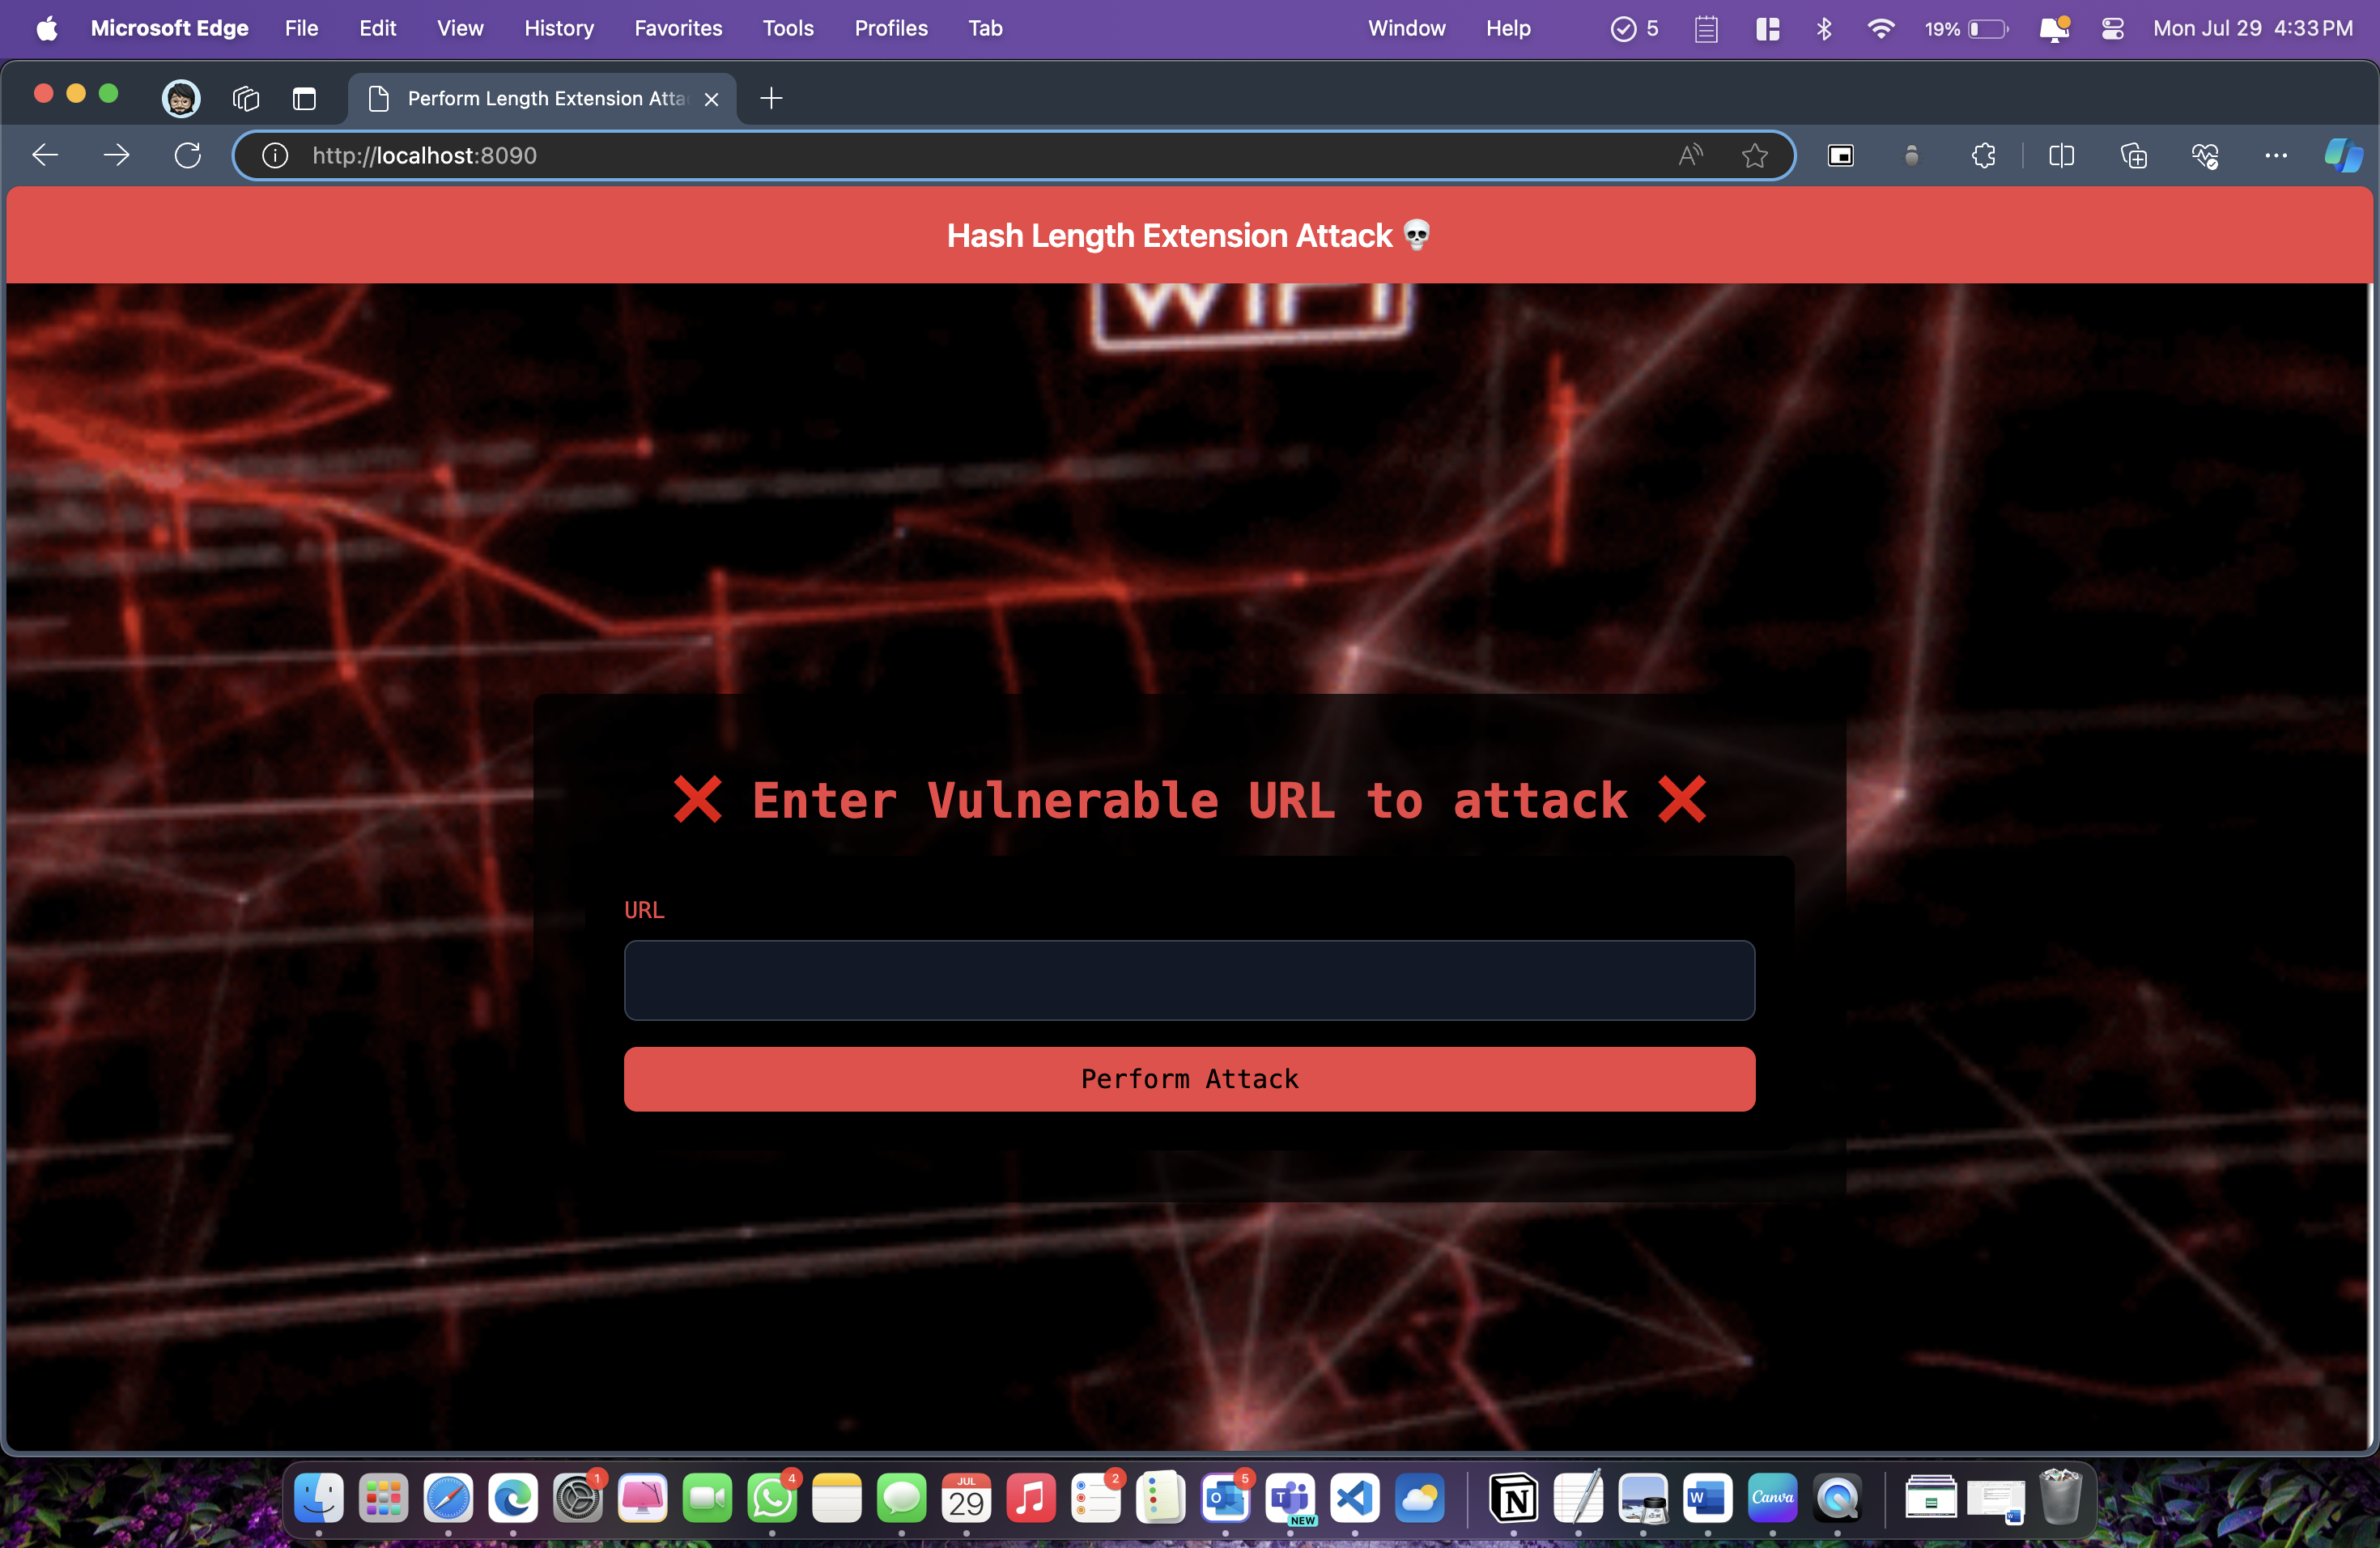 Microsoft Edge File Edit View History Favorites Tools Profiles Tab Window Help 5 19% Mon Jul 29 4:33 PM
Perform Length Extension Atta
http://localhost:8090
Hash Length Extension Attack 💀
WIFI
❌ Enter Vulnerable URL to attack ❌
URL
Perform Attack
1 4 JUL 29 2 5 NEW Canva